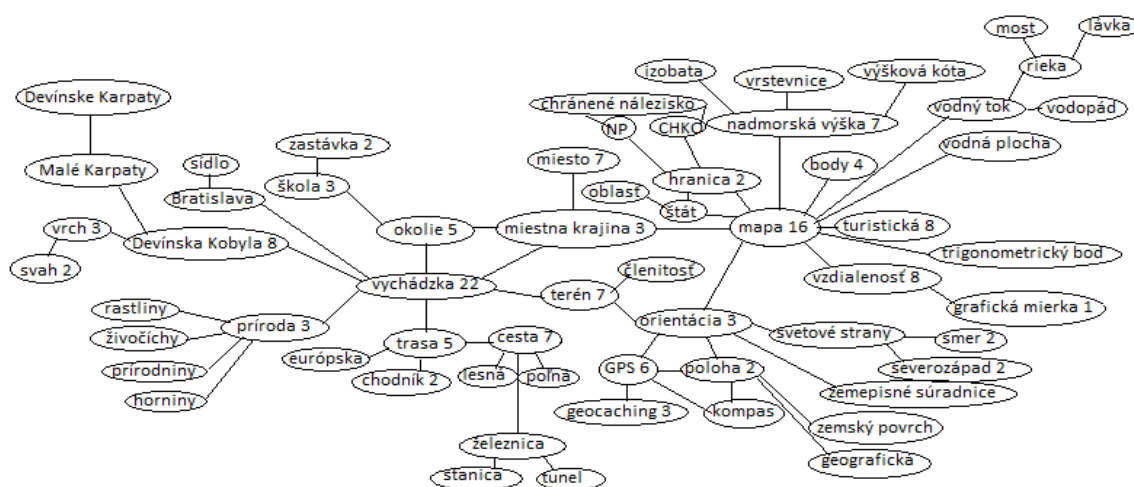 most
lávka
izobata
vrstevnice
výšková kóta
rieka
Devínske Karpaty
chránené nálezisko
vodný tok
vodopád
NP
CHKO
nadmorská výška 7
zastávka 2
miesto 7
vodná plocha
sídlo
Malé Karpaty
body 4
škola 3
hranica 2
oblasť
Bratislava
štát
vrch 3
okolie 5
miestna krajina 3
mapa 16
turistická 8
Devínska Kobyla 8
trigonometrický bod
svah 2
členitosť
vzdialenosť 8
vychádzka 22
terén 7
rastliny
grafická mierka 1
príroda 3
orientácia 3
živočíchy
svetové strany
smer 2
trasa 5
cesta 7
európska
prírodniny
GPS 6
poloha 2
severozápad 2
lesná
poľná
chodník 2
zemepisné súradnice
horniny
geocaching 3
kompas
zemský povrch
železnica
geografická
stanica
tunel